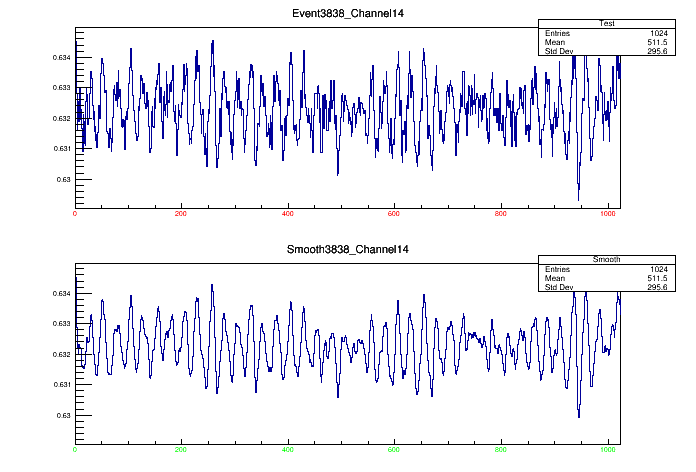 Event3838_Channel14
Test
Entries 1024
Mean 511.5
Std Dev 295.6
0.634
0.633
0.632
0.631
0.63
0 200 400 600 800 1000
Smooth3838_Channel14
Smooth
Entries 1024
Mean 511.5
Std Dev 295.6
0.634
0.633
0.632
0.631
0.63
0 200 400 600 800 1000